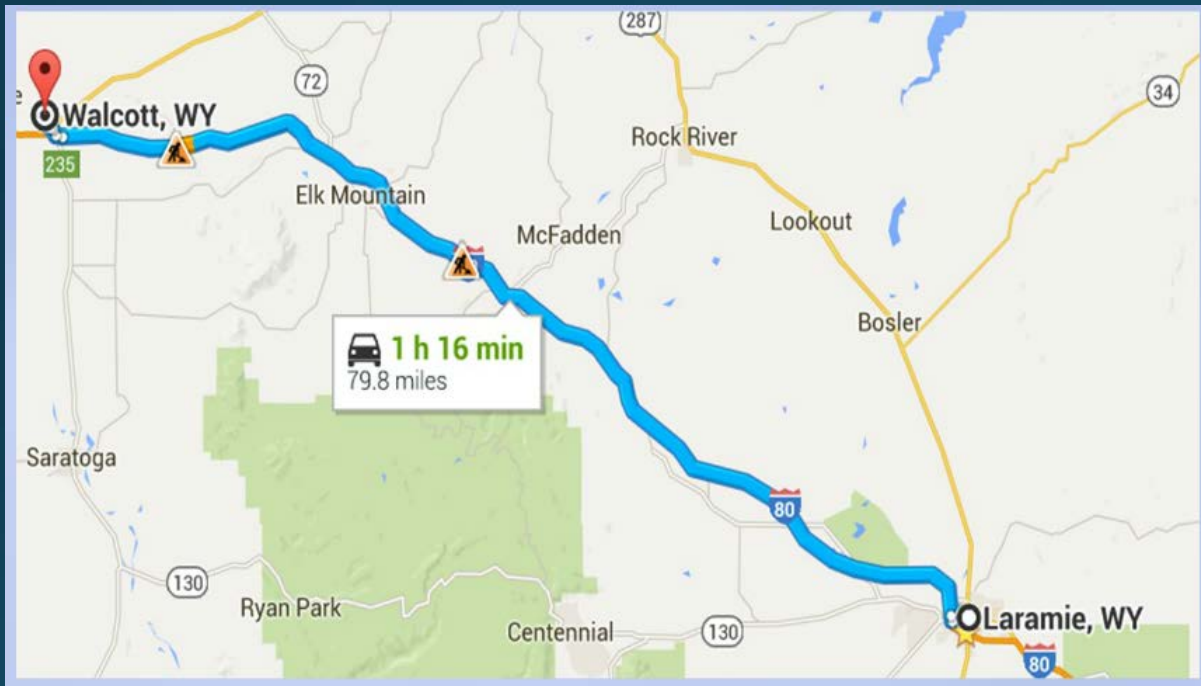 287
72
34
e
Walcott, WY
235
Rock River
Elk Mountain
McFadden
Lookout
Bosler
1 h 16 min
79.8 miles
Saratoga
80
130
Ryan Park
Centennial
130
Laramie, WY
80